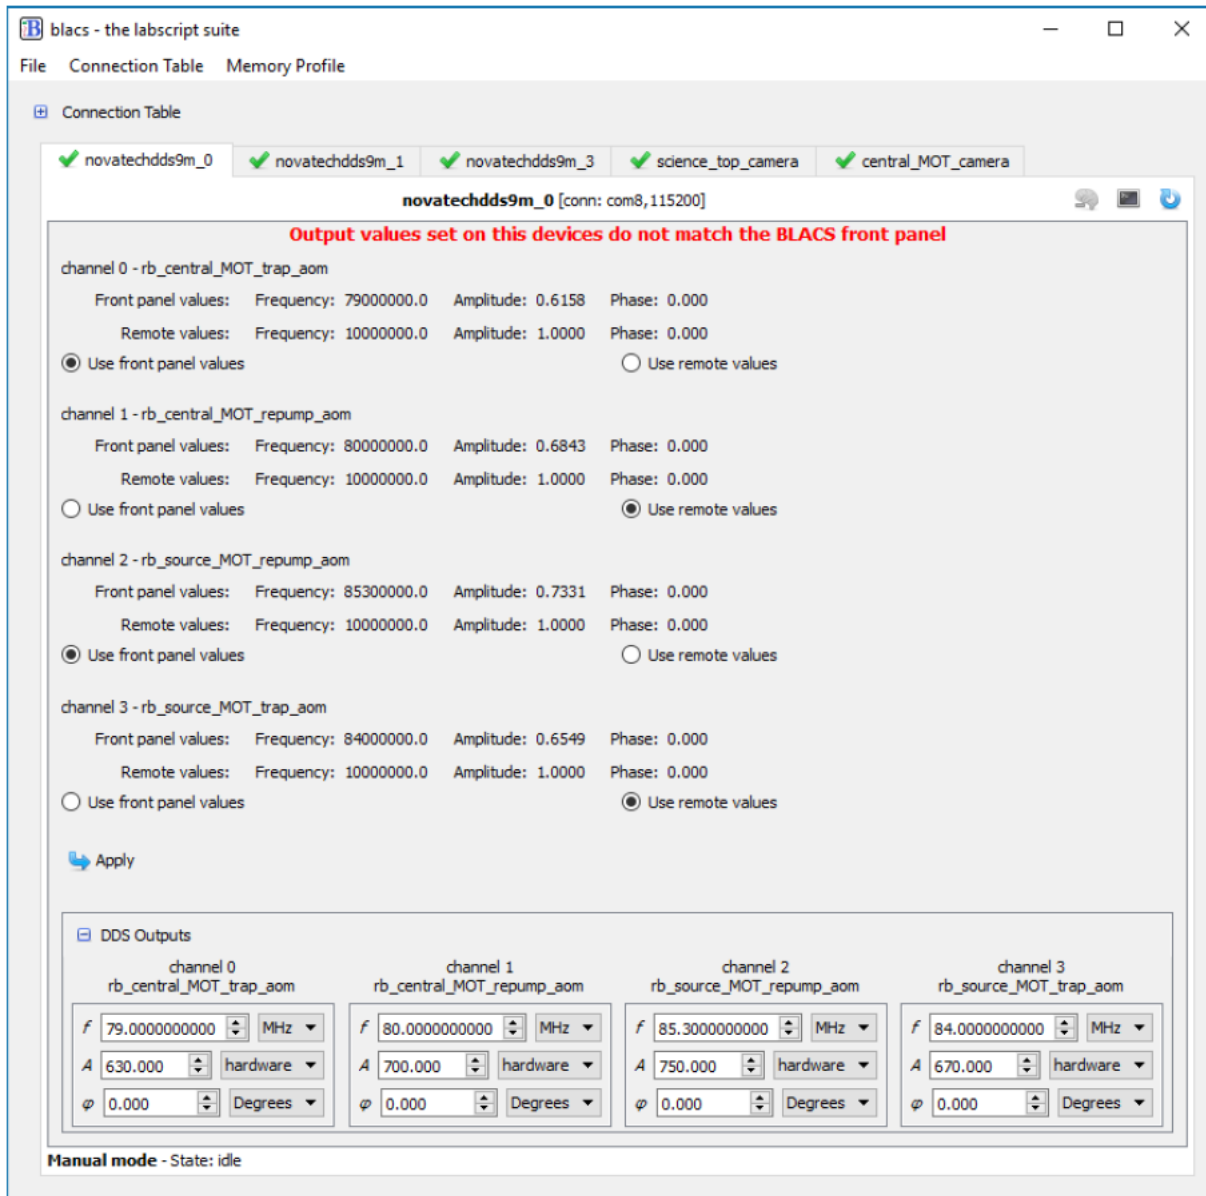 blacs - the labscript suite
File Connection Table Memory Profile
Connection Table
novatechdds9m_0 novatechdds9m_1 novatechdds9m_3 science_top_camera central_MOT_camera
novatechdds9m_0 [conn: com8,115200]
Output values set on this devices do not match the BLACS front panel
channel 0 - rb_central_MOT_trap_aom
Front panel values: Frequency: 79000000.0 Amplitude: 0.6158 Phase: 0.000
Remote values: Frequency: 10000000.0 Amplitude: 1.0000 Phase: 0.000
Use front panel values Use remote values
channel 1 - rb_central_MOT_repump_aom
Front panel values: Frequency: 80000000.0 Amplitude: 0.6843 Phase: 0.000
Remote values: Frequency: 10000000.0 Amplitude: 1.0000 Phase: 0.000
Use front panel values Use remote values
channel 2 - rb_source_MOT_repump_aom
Front panel values: Frequency: 85300000.0 Amplitude: 0.7331 Phase: 0.000
Remote values: Frequency: 10000000.0 Amplitude: 1.0000 Phase: 0.000
Use front panel values Use remote values
channel 3 - rb_source_MOT_trap_aom
Front panel values: Frequency: 84000000.0 Amplitude: 0.6549 Phase: 0.000
Remote values: Frequency: 10000000.0 Amplitude: 1.0000 Phase: 0.000
Use front panel values Use remote values
Apply
DDS Outputs
channel 0 channel 1 channel 2 channel 3
rb_central_MOT_trap_aom rb_central_MOT_repump_aom rb_source_MOT_repump_aom rb_source_MOT_trap_aom
f 79.0000000000 MHz f 80.0000000000 MHz f 85.3000000000 MHz f 84.0000000000 MHz
A 630.000 hardware A 700.000 hardware A 750.000 hardware A 670.000 hardware
φ 0.000 Degrees φ 0.000 Degrees φ 0.000 Degrees φ 0.000 Degrees
Manual mode - State: idle